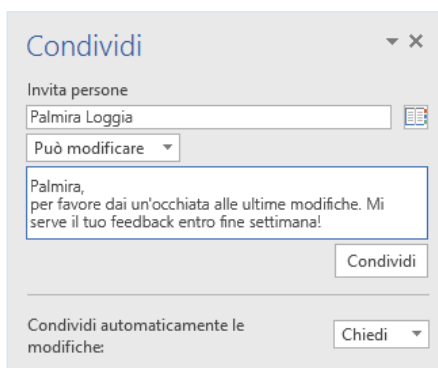 Condividi
Invita persone
Palmira Loggia
Può modificare
Palmira,
per favore dai un'occhiata alle ultime modifiche. Mi
serve il tuo feedback entro fine settimana!
Condividi
Condividi automaticamente le
modifiche:
Chiedi